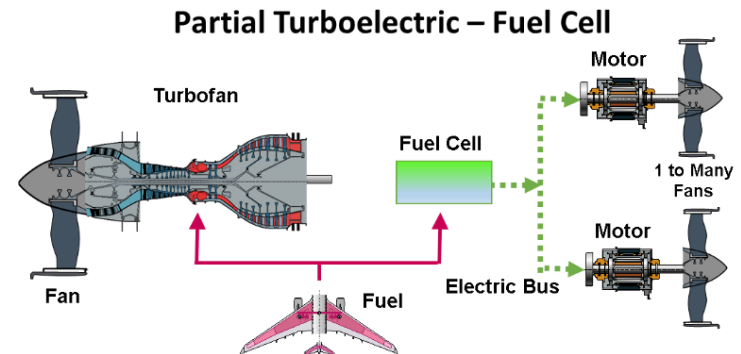 Partial Turboelectric – Fuel Cell
Motor
Turbofan
Fuel Cell
1 to Many
Fans
Motor
Electric Bus
Fan
Fuel